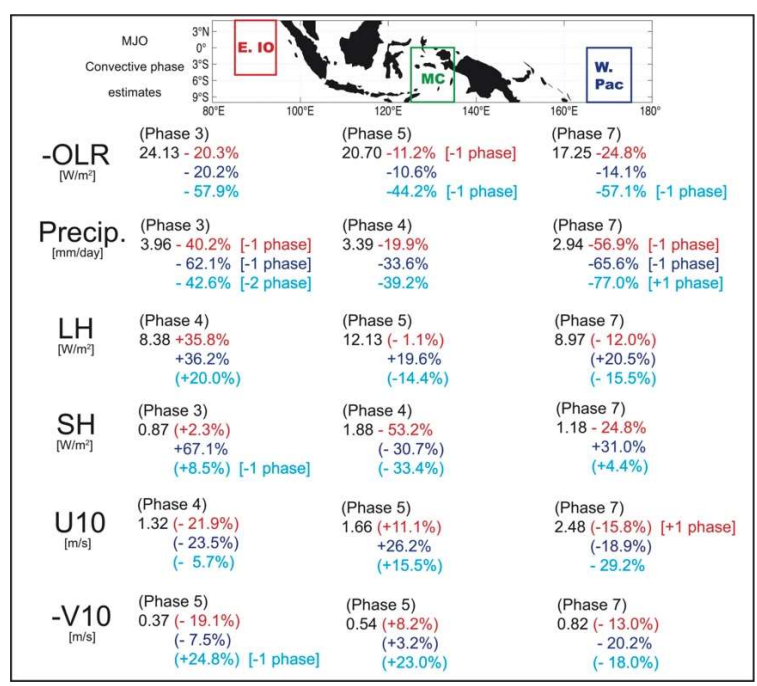 MJO
Convective phase
estimates
3°N
0°
3°S
6°S
9°S
E. IO
MC
W.
Pac
80°E 100°E 120°E 140°E 160°E 180°
-OLR
[W/m²]
(Phase 3) (Phase 5) (Phase 7)
24.13 - 20.3% 20.70 -11.2% [-1 phase] 17.25 -24.8%
- 20.2% -10.6% -14.1%
- 57.9% -44.2% [-1 phase] -57.1% [-1 phase]
Precip.
[mm/day]
(Phase 3) (Phase 4) (Phase 7)
3.96 - 40.2% [-1 phase] 3.39 -19.9% 2.94 -56.9% [-1 phase]
- 62.1% [-1 phase] -33.6% -65.6% [-1 phase]
- 42.6% [-2 phase] -39.2% -77.0% [+1 phase]
LH
[W/m²]
(Phase 4) (Phase 5) (Phase 7)
8.38 +35.8% 12.13 (- 1.1%) 8.97 (- 12.0%)
+36.2% +19.6% (+20.5%)
(+20.0%) (-14.4%) (- 15.5%)
SH
[W/m²]
(Phase 3) (Phase 4) (Phase 7)
0.87 (+2.3%) 1.88 - 53.2% 1.18 - 24.8%
+67.1% (- 30.7%) +31.0%
(+8.5%) [-1 phase] (- 33.4%) (+4.4%)
U10
[m/s]
(Phase 4) (Phase 5) (Phase 7)
1.32 (- 21.9%) 1.66 (+11.1%) 2.48 (-15.8%) [+1 phase]
(- 23.5%) +26.2% (-18.9%)
(- 5.7%) (+15.5%) - 29.2%
-V10
[m/s]
(Phase 5) (Phase 5) (Phase 7)
0.37 (- 19.1%) 0.54 (+8.2%) 0.82 (- 13.0%)
(- 7.5%) (+3.2%) - 20.2%
(+24.8%) [-1 phase] (+23.0%) (- 18.0%)